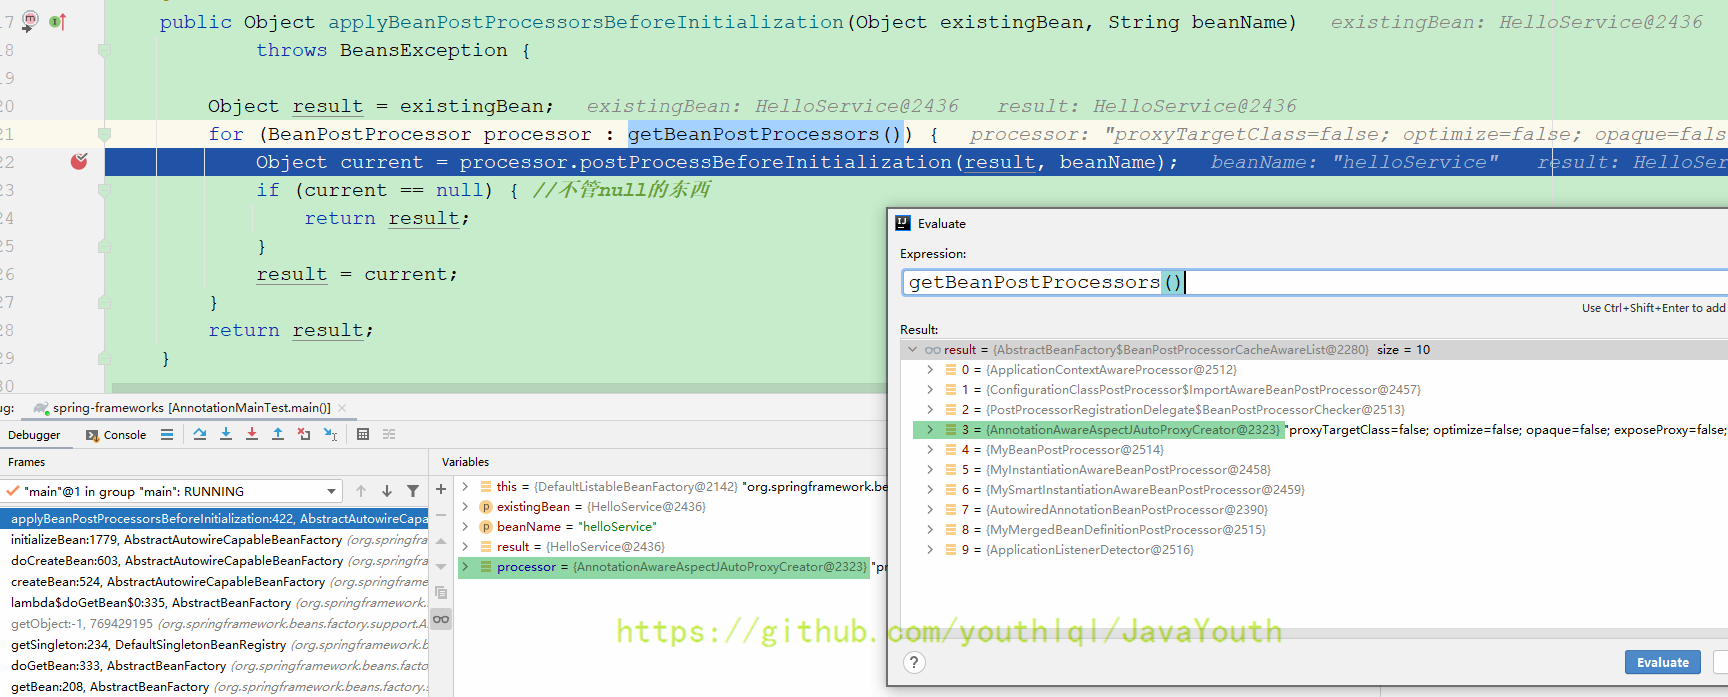 17 public Object applyBeanPostProcessorsBeforeInitialization(Object existingBean, String beanName) existingBean: HelloService@2436
18 throws BeansException {
19
20 Object result = existingBean; existingBean: HelloService@2436 result: HelloService@2436
21 for (BeanPostProcessor processor : getBeanPostProcessors()) { processor: "proxyTargetClass=false; optimize=false; opaque=fals
22 Object current = processor.postProcessBeforeInitialization(result, beanName); beanName: "helloService" result: HelloSer
23 if (current == null) { //不管null的东西
24 return result;
25 }
26 result = current;
27 }
28 return result;
29 }
30
Evaluate
Expression:
getBeanPostProcessors()
Use Ctrl+Shift+Enter to add
Result:
result = {AbstractBeanFactory$BeanPostProcessorCacheAwareList@2280} size = 10
0 = {ApplicationContextAwareProcessor@2512}
1 = {ConfigurationClassPostProcessor$ImportAwareBeanPostProcessor@2457}
2 = {PostProcessorRegistrationDelegate$BeanPostProcessorChecker@2513}
3 = {AnnotationAwareAspectJAutoProxyCreator@2323} "proxyTargetClass=false; optimize=false; opaque=false; exposeProxy=false;
4 = {MyBeanPostProcessor@2514}
5 = {MyInstantiationAwareBeanPostProcessor@2458}
6 = {MySmartInstantiationAwareBeanPostProcessor@2459}
7 = {AutowiredAnnotationBeanPostProcessor@2390}
8 = {MyMergedBeanDefinitionPostProcessor@2515}
9 = {ApplicationListenerDetector@2516}
?
Evaluate
ug: spring-frameworks [AnnotationMainTest.main()]
Debugger Console
Frames
"main"@1 in group "main": RUNNING
applyBeanPostProcessorsBeforeInitialization:422, AbstractAutowireCapa
initializeBean:1779, AbstractAutowireCapableBeanFactory (org.springfra
doCreateBean:603, AbstractAutowireCapableBeanFactory (org.springfra
createBean:524, AbstractAutowireCapableBeanFactory (org.springframe
lambda$doGetBean$0:335, AbstractBeanFactory (org.springframework.
getObject:-1, 769429195 (org.springframework.beans.factory.support.A
getSingleton:234, DefaultSingletonBeanRegistry (org.springframework.b
doGetBean:333, AbstractBeanFactory (org.springframework.beans.facto
getBean:208, AbstractBeanFactory (org.springframework.beans.factory.s
Variables
this = {DefaultListableBeanFactory@2142} "org.springframework.be
existingBean = {HelloService@2436}
beanName = "helloService"
result = {HelloService@2436}
processor = {AnnotationAwareAspectJAutoProxyCreator@2323} "pr
https://github.com/youthlql/JavaYouth